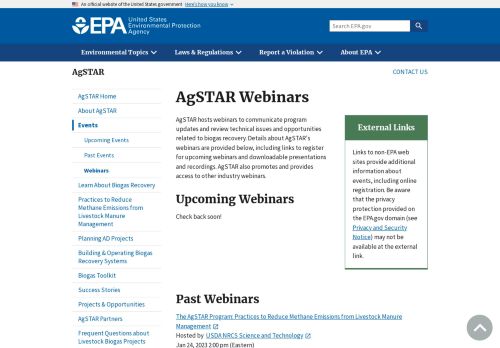 An official website of the United States government Here's how you know
EPA United States
Environmental Protection
Agency
Search EPA.gov
Environmental Topics
Laws & Regulations
Report a Violation
About EPA
AgSTAR
CONTACT US
AgSTAR Home
About AgSTAR
Events
Upcoming Events
Past Events
Webinars
Learn About Biogas Recovery
Practices to Reduce
Methane Emissions from
Livestock Manure
Management
Planning AD Projects
Building & Operating Biogas
Recovery Systems
Biogas Toolkit
Success Stories
Projects & Opportunities
AgSTAR Partners
Frequent Questions about
Livestock Biogas Projects
AgSTAR Webinars
AgSTAR hosts webinars to communicate program
updates and review technical issues and opportunities
related to biogas recovery. Details about AgSTAR's
webinars are provided below, including links to register
for upcoming webinars and downloadable presentations
and recordings. AgSTAR also promotes and provides
access to other industry webinars.
Upcoming Webinars
Check back soon!
External Links
Links to non-EPA web
sites provide additional
information about
events, including online
registration. Be aware
that the privacy
protection provided on
the EPA.gov domain (see
Privacy and Security
Notice) may not be
available at the external
link.
Past Webinars
The AgSTAR Program: Practices to Reduce Methane Emissions from Livestock Manure
Management
Hosted by USDA NRCS Science and Technology
Jan 24, 2023 2:00 pm (Eastern)